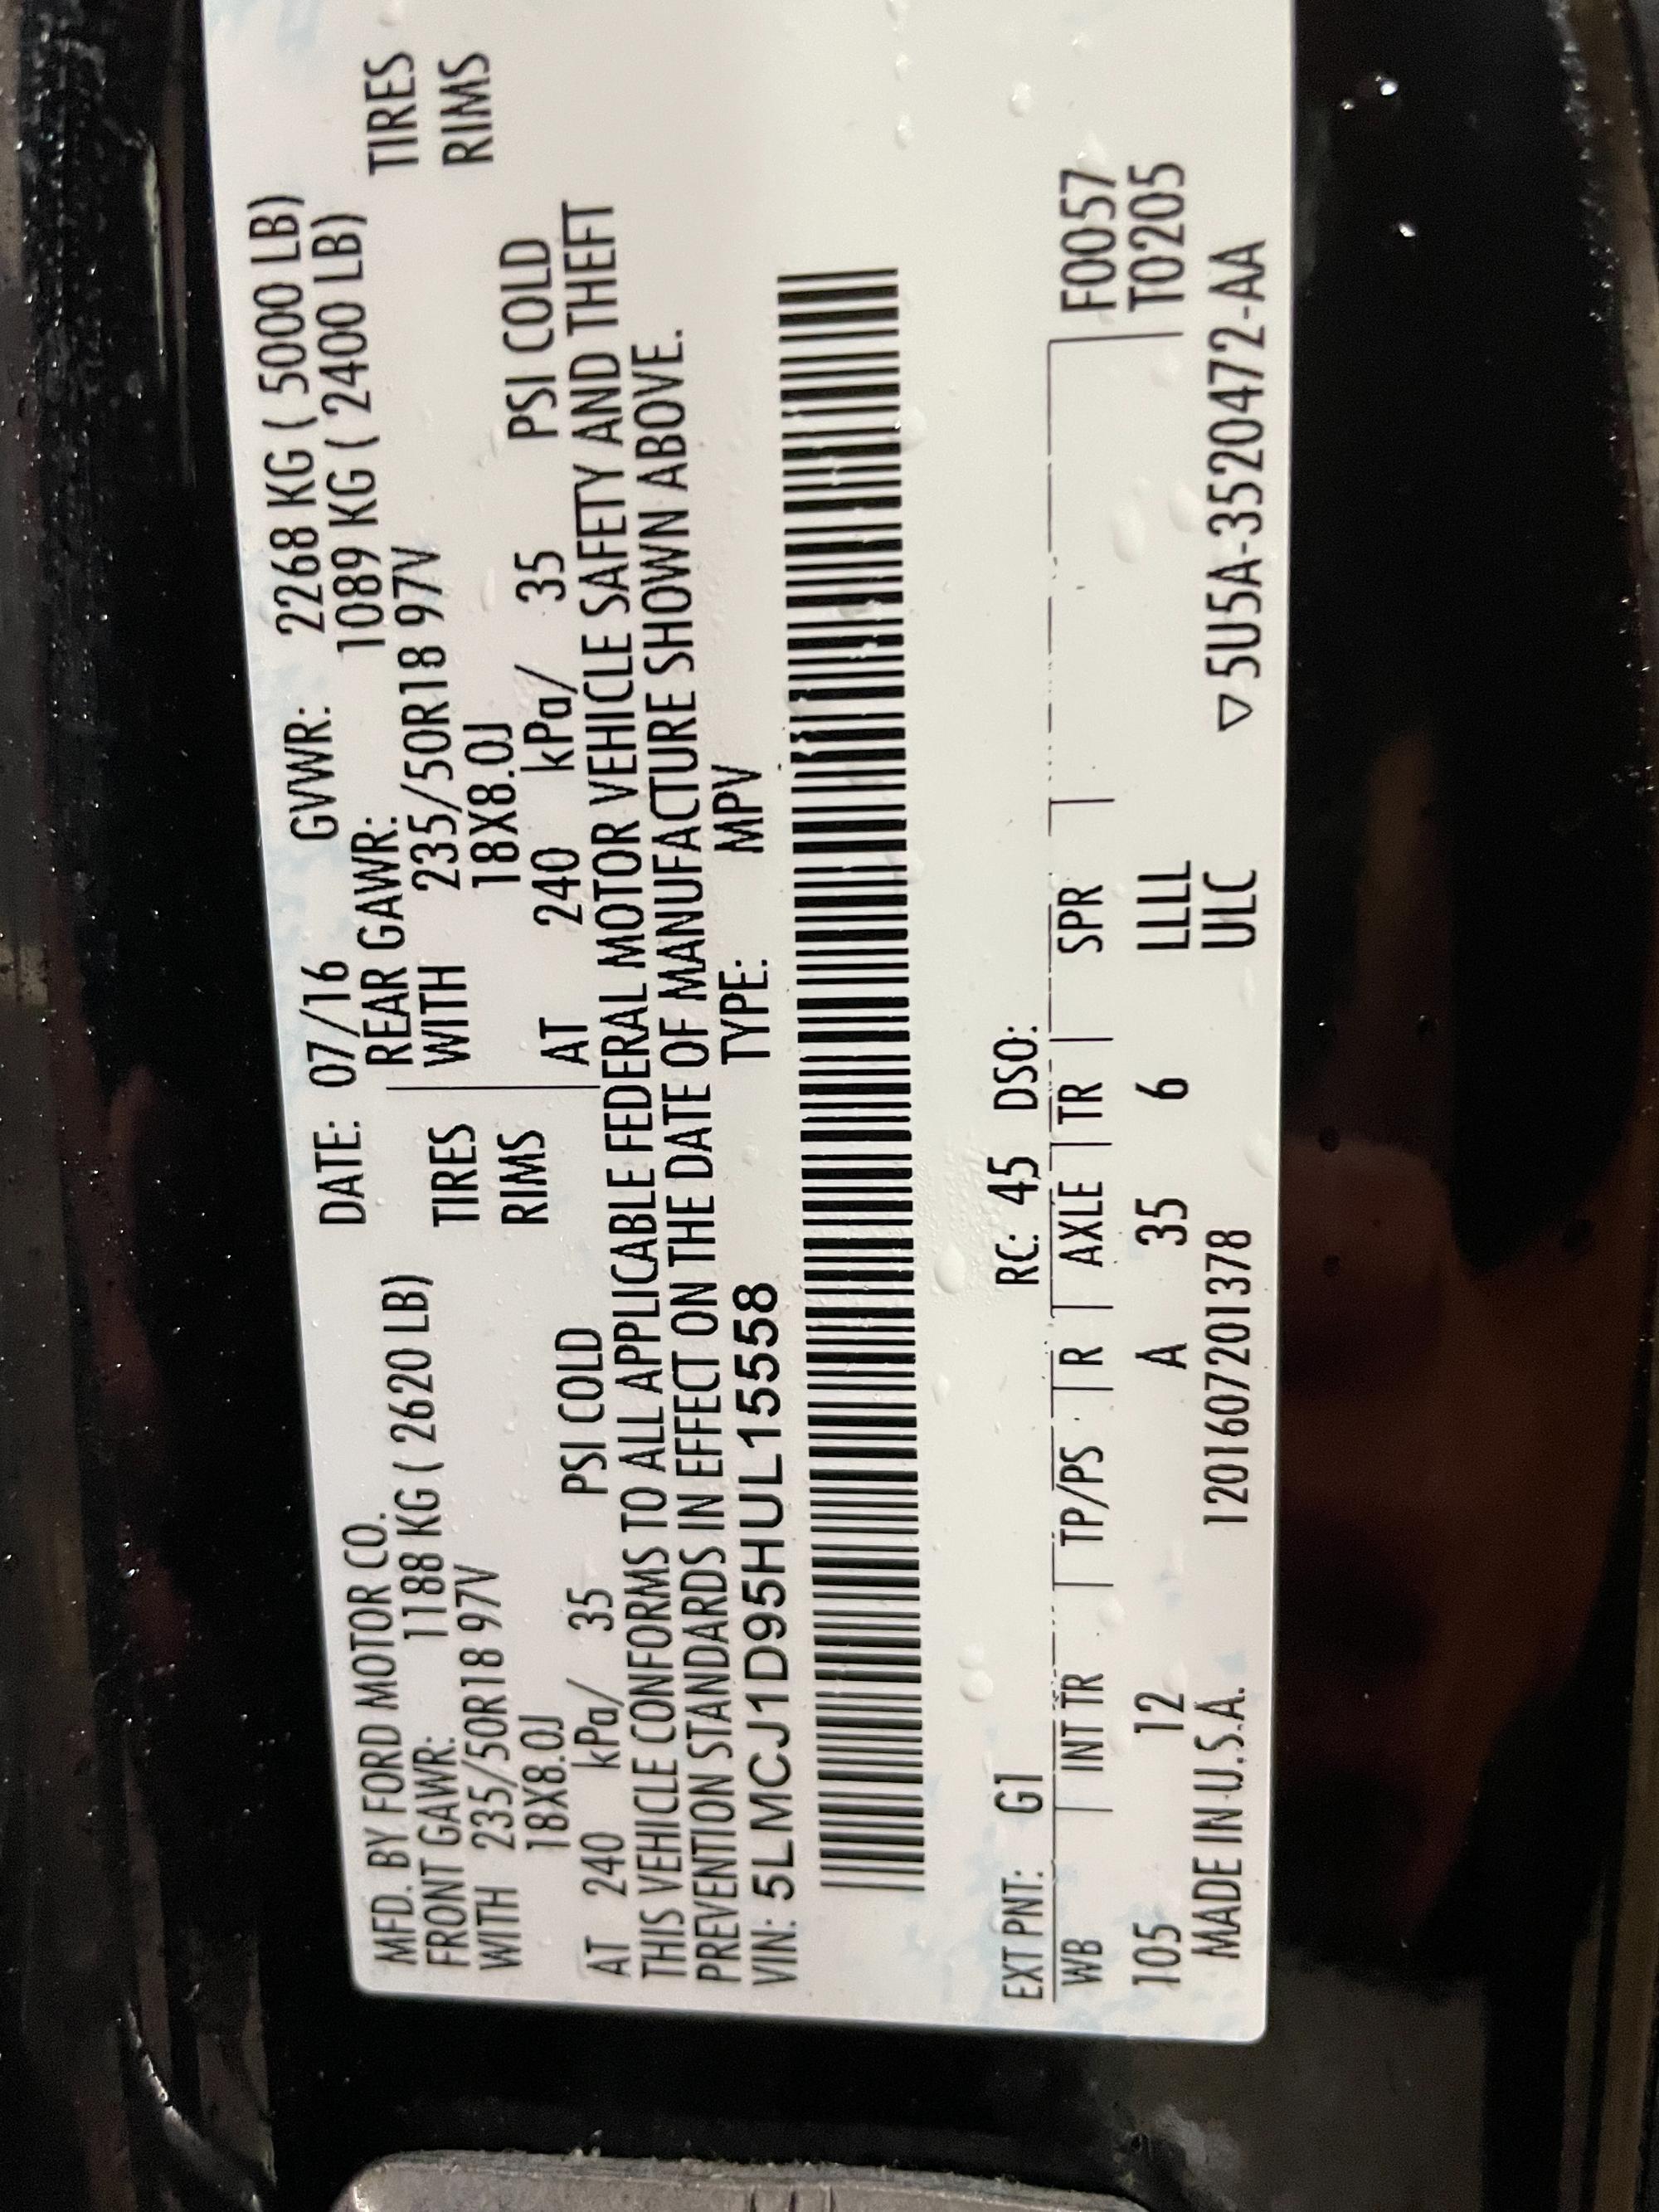 MFD. BY FORD MOTOR CO. DATE: 07/16 GVWR: 2268 KG ( 5000 LB)
FRONT GAWR: 1188 KG ( 2620 LB) REAR GAWR: 1089 KG ( 2400 LB)
WITH 235/50R18 97V TIRES WITH 235/50R18 97V TIRES
18X8.0J RIMS 18X8.0J RIMS
AT 240 kPa/ 35 PSI COLD AT 240 kPa/ 35 PSI COLD
THIS VEHICLE CONFORMS TO ALL APPLICABLE FEDERAL MOTOR VEHICLE SAFETY AND THEFT
PREVENTION STANDARDS IN EFFECT ON THE DATE OF MANUFACTURE SHOWN ABOVE.
VIN: 5LMCJ1D95HUL15558 TYPE: MPV
EXT PNT: G1 RC: 45 DSO:
WB INT TR TP/PS R AXLE TR SPR F0057
105 12 A 35 6 LLLL T0205
MADE IN U.S.A. 1201607201378 ULC ▽5U5A-3520472-AA